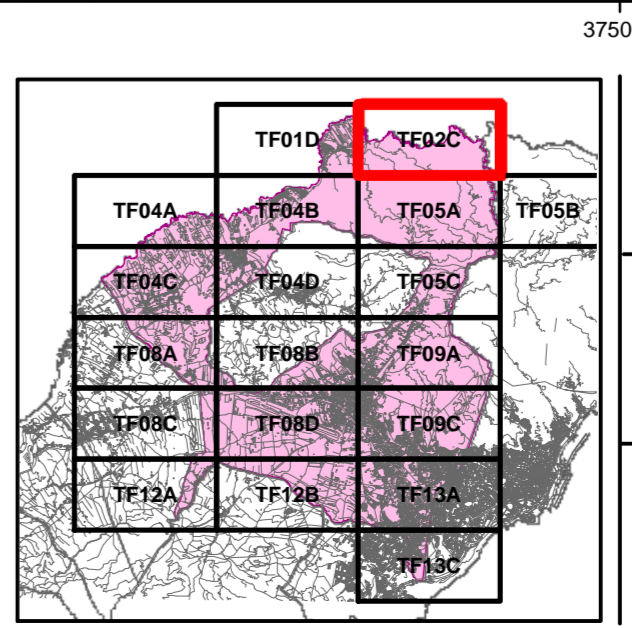 3750
TF01D TF02C
TF04A TF04B TF05A TF05B
TF04C TF04D TF05C
TF08A TF08B TF09A
TF08C TF08D TF09C
TF12A TF12B TF13A
TF13C